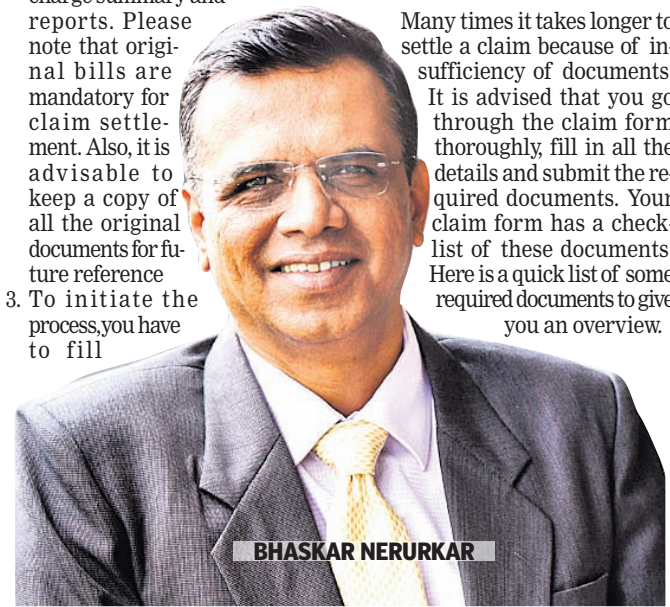 charge summary and
reports. Please
note that origi-
nal bills are
mandatory for
claim settle-
ment. Also, it is
advisable to
keep a copy of
all the original
documents for fu-
ture reference
3. To initiate the
process, you have
to fill
Many times it takes longer to
settle a claim because of in-
sufficiency of documents.
It is advised that you go
through the claim form
thoroughly, fill in all the
details and submit the re-
quired documents. Your
claim form has a check-
list of these documents.
Here is a quick list of some
required documents to give
you an overview.
BHASKAR NERURKAR